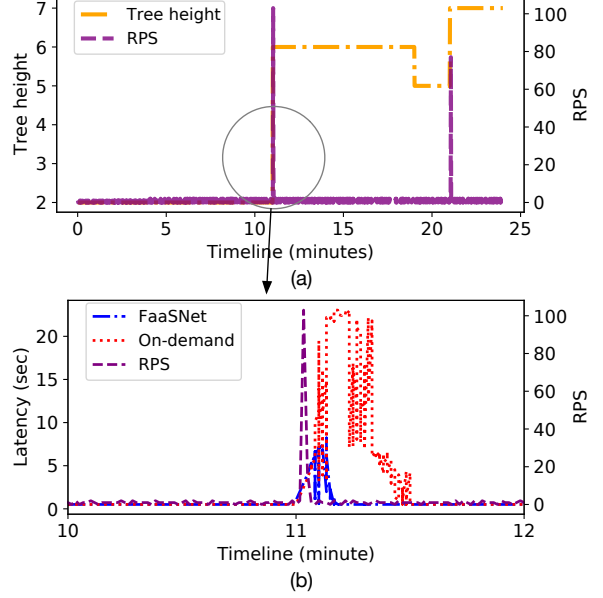 7
6
5
4
3
2
Tree height
Tree height
RPS
100
80
60
40
20
0
RPS
0
5
10
15
20
25
Timeline (minutes)
(a)
20
15
10
5
0
Latency (sec)
FaaSNet
On-demand
RPS
100
80
60
40
20
0
RPS
10
11
12
Timeline (minute)
(b)